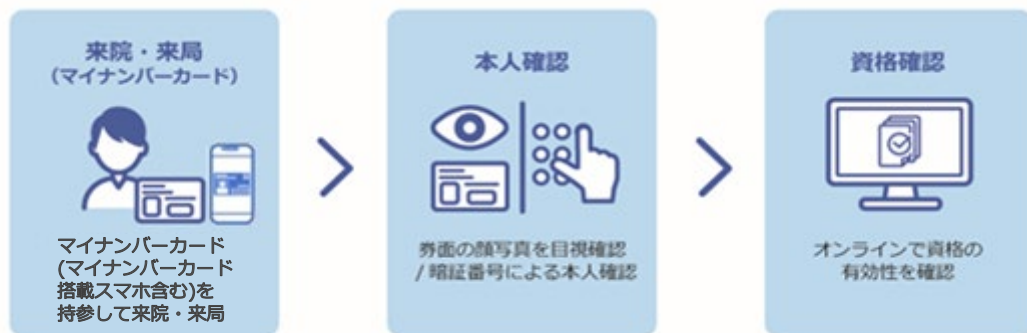 来院・来局
(マイナンバーカード)
マイナンバーカード
(マイナンバーカード
搭載スマホ含む)を
持参して来院・来局
本人確認
券面の顔写真を目視確認
/ 暗証番号による本人確認
資格確認
オンラインで資格の
有効性を確認